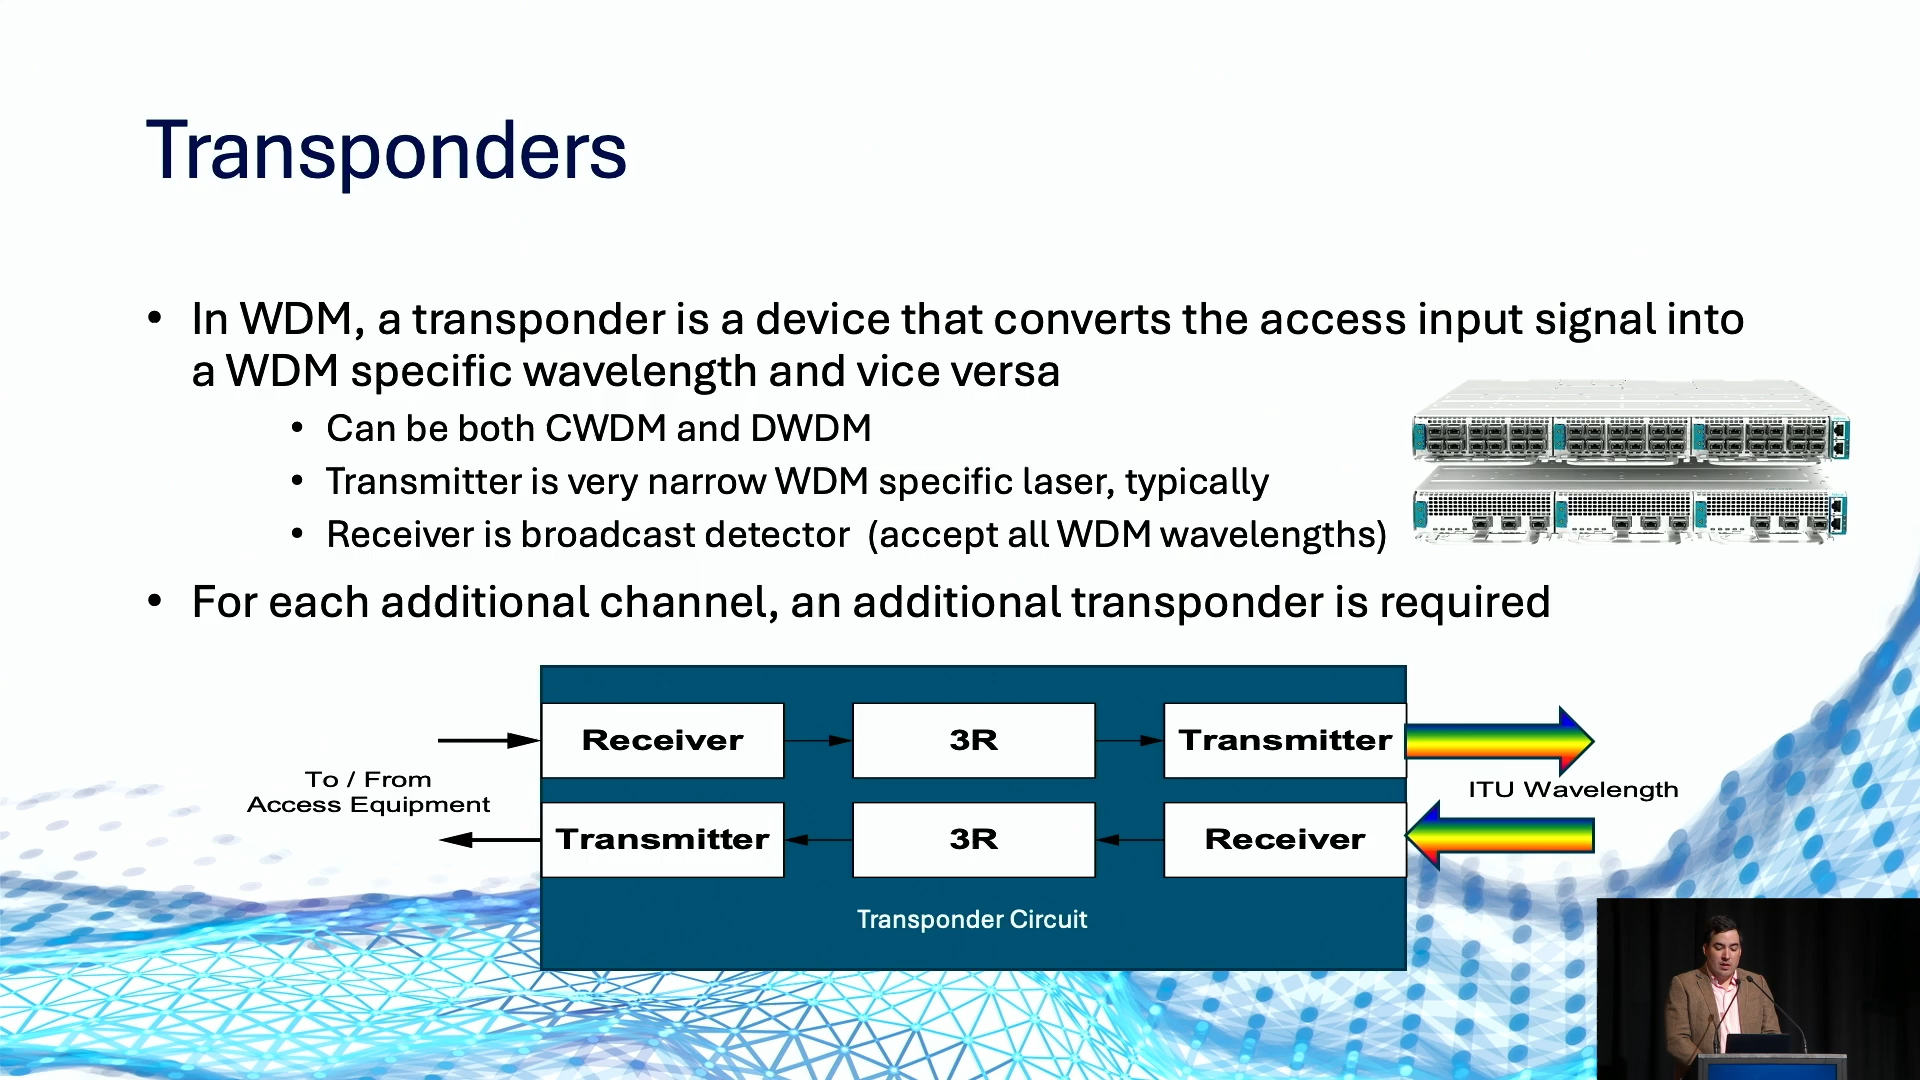 Transponders
• In WDM, a transponder is a device that converts the access input signal into
a WDM specific wavelength and vice versa
• Can be both CWDM and DWDM
• Transmitter is very narrow WDM specific laser, typically
• Receiver is broadcast detector (accept all WDM wavelengths)
• For each additional channel, an additional transponder is required
Receiver
3R
Transmitter
To / From
Access Equipment
ITU Wavelength
Transmitter
3R
Receiver
Transponder Circuit